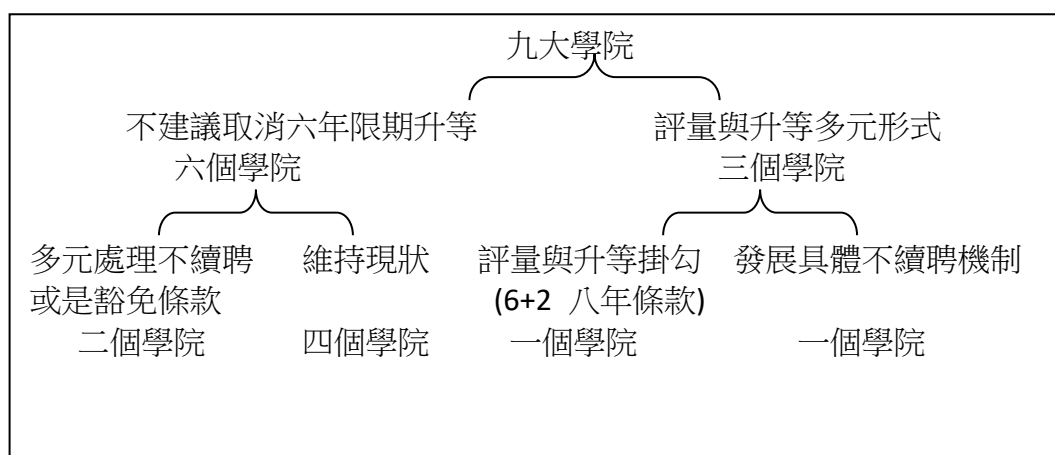 九大學院
不建議取消六年限期升等 評量與升等多元形式
六個學院 三個學院
多元處理不續聘 維持現狀 評量與升等掛勾 發展具體不續聘機制
或是豁免條款 (6+2 八年條款)
二個學院 四個學院 一個學院 一個學院